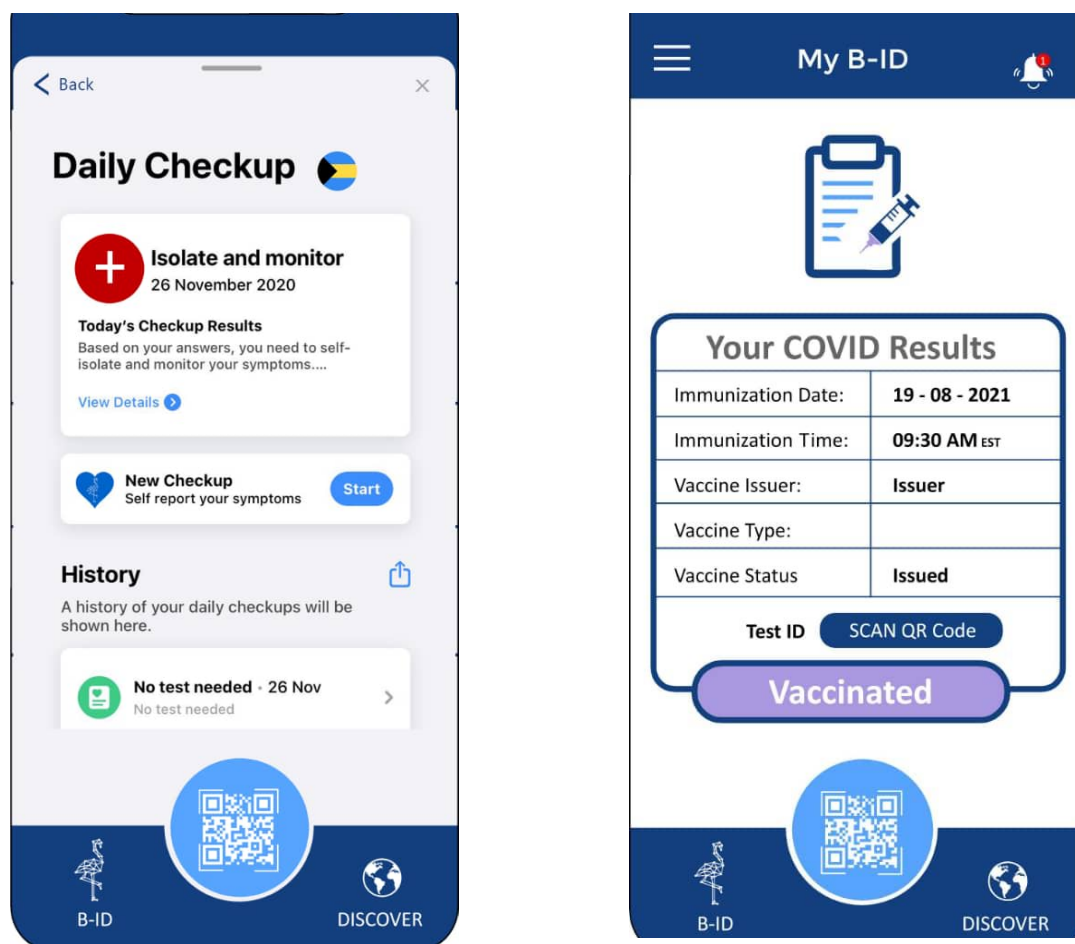 Back
Daily Checkup
Isolate and monitor
26 November 2020
Today's Checkup Results
Based on your answers, you need to self-
isolate and monitor your symptoms....
View Details
New Checkup
Self report your symptoms
Start
History
A history of your daily checkups will be
shown here.
No test needed - 26 Nov
No test needed
B-ID
DISCOVER
My B-ID
1
Your COVID Results
Immunization Date: 19 - 08 - 2021
Immunization Time: 09:30 AM EST
Vaccine Issuer: Issuer
Vaccine Type:
Vaccine Status Issued
Test ID SCAN QR Code
Vaccinated
B-ID
DISCOVER